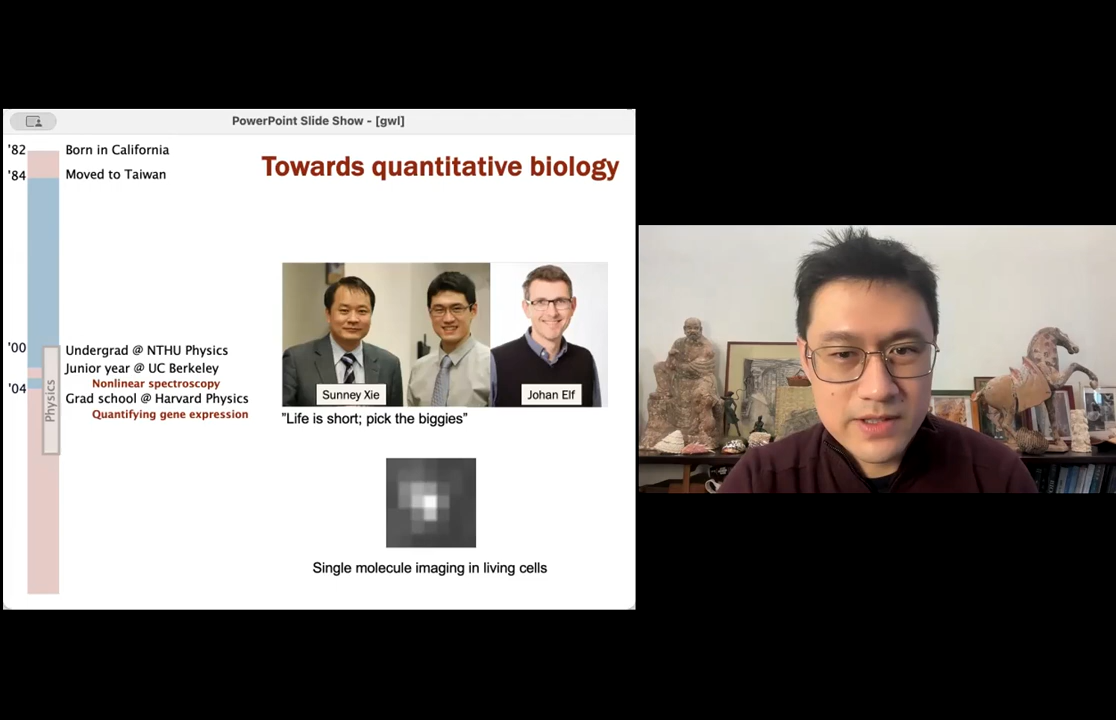 PowerPoint Slide Show - [gwl]
Towards quantitative biology
'82 Born in California
'84 Moved to Taiwan
'00 Undergrad @ NTHU Physics
Junior year @ UC Berkeley
Nonlinear spectroscopy
'04 Grad school @ Harvard Physics
Quantifying gene expression
Physics
Sunney Xie
Johan Elf
"Life is short; pick the biggies"
Single molecule imaging in living cells